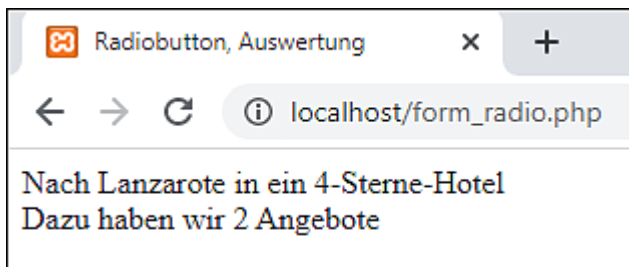 Radiobutton, Auswertung
localhost/form_radio.php
Nach Lanzarote in ein 4-Sterne-Hotel
Dazu haben wir 2 Angebote